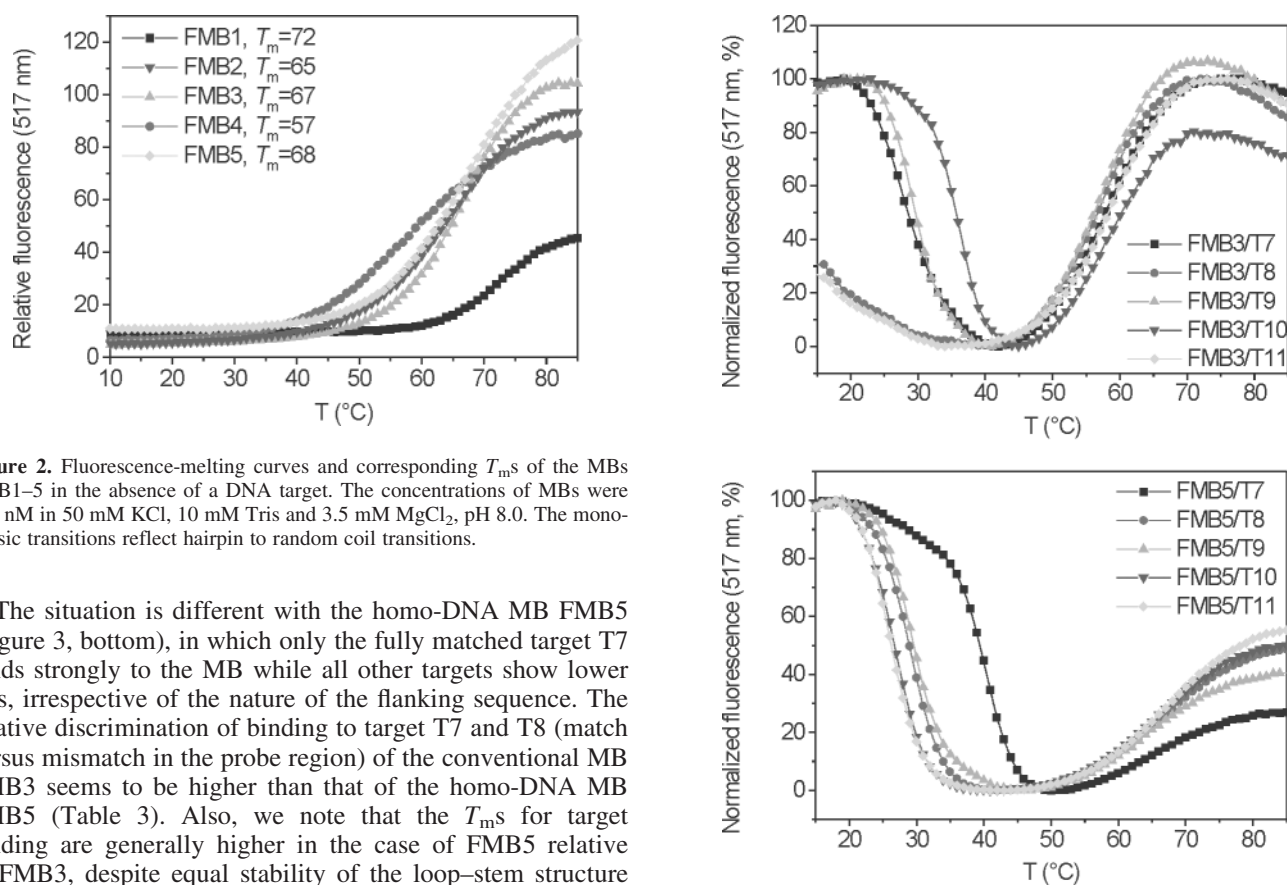 120
100
80
60
40
20
0
Relative fluorescence (517 nm)
FMB1, Tm=72
FMB2, Tm=65
FMB3, Tm=67
FMB4, Tm=57
FMB5, Tm=68
10 20 30 40 50 60 70 80
T (°C)
ure 2. Fluorescence-melting curves and corresponding Tms of the MBs
B1–5 in the absence of a DNA target. The concentrations of MBs were
nM in 50 mM KCl, 10 mM Tris and 3.5 mM MgCl2, pH 8.0. The mono-
sic transitions reflect hairpin to random coil transitions.
The situation is different with the homo-DNA MB FMB5
gure 3, bottom), in which only the fully matched target T7
ds strongly to the MB while all other targets show lower
s, irrespective of the nature of the flanking sequence. The
ative discrimination of binding to target T7 and T8 (match
rsus mismatch in the probe region) of the conventional MB
MB3 seems to be higher than that of the homo-DNA MB
MB5 (Table 3). Also, we note that the Tms for target
ding are generally higher in the case of FMB5 relative
FMB3, despite equal stability of the loop–stem structure
100
80
60
40
20
0
Normalized fluorescence (517 nm, %)
FMB3/T7
FMB3/T8
FMB3/T9
FMB3/T10
FMB3/T11
20 30 40 50 60 70 80
T (°C)
100
80
60
40
20
0
Normalized fluorescence (517 nm, %)
FMB5/T7
FMB5/T8
FMB5/T9
FMB5/T10
FMB5/T11
20 30 40 50 60 70 80
T (°C)